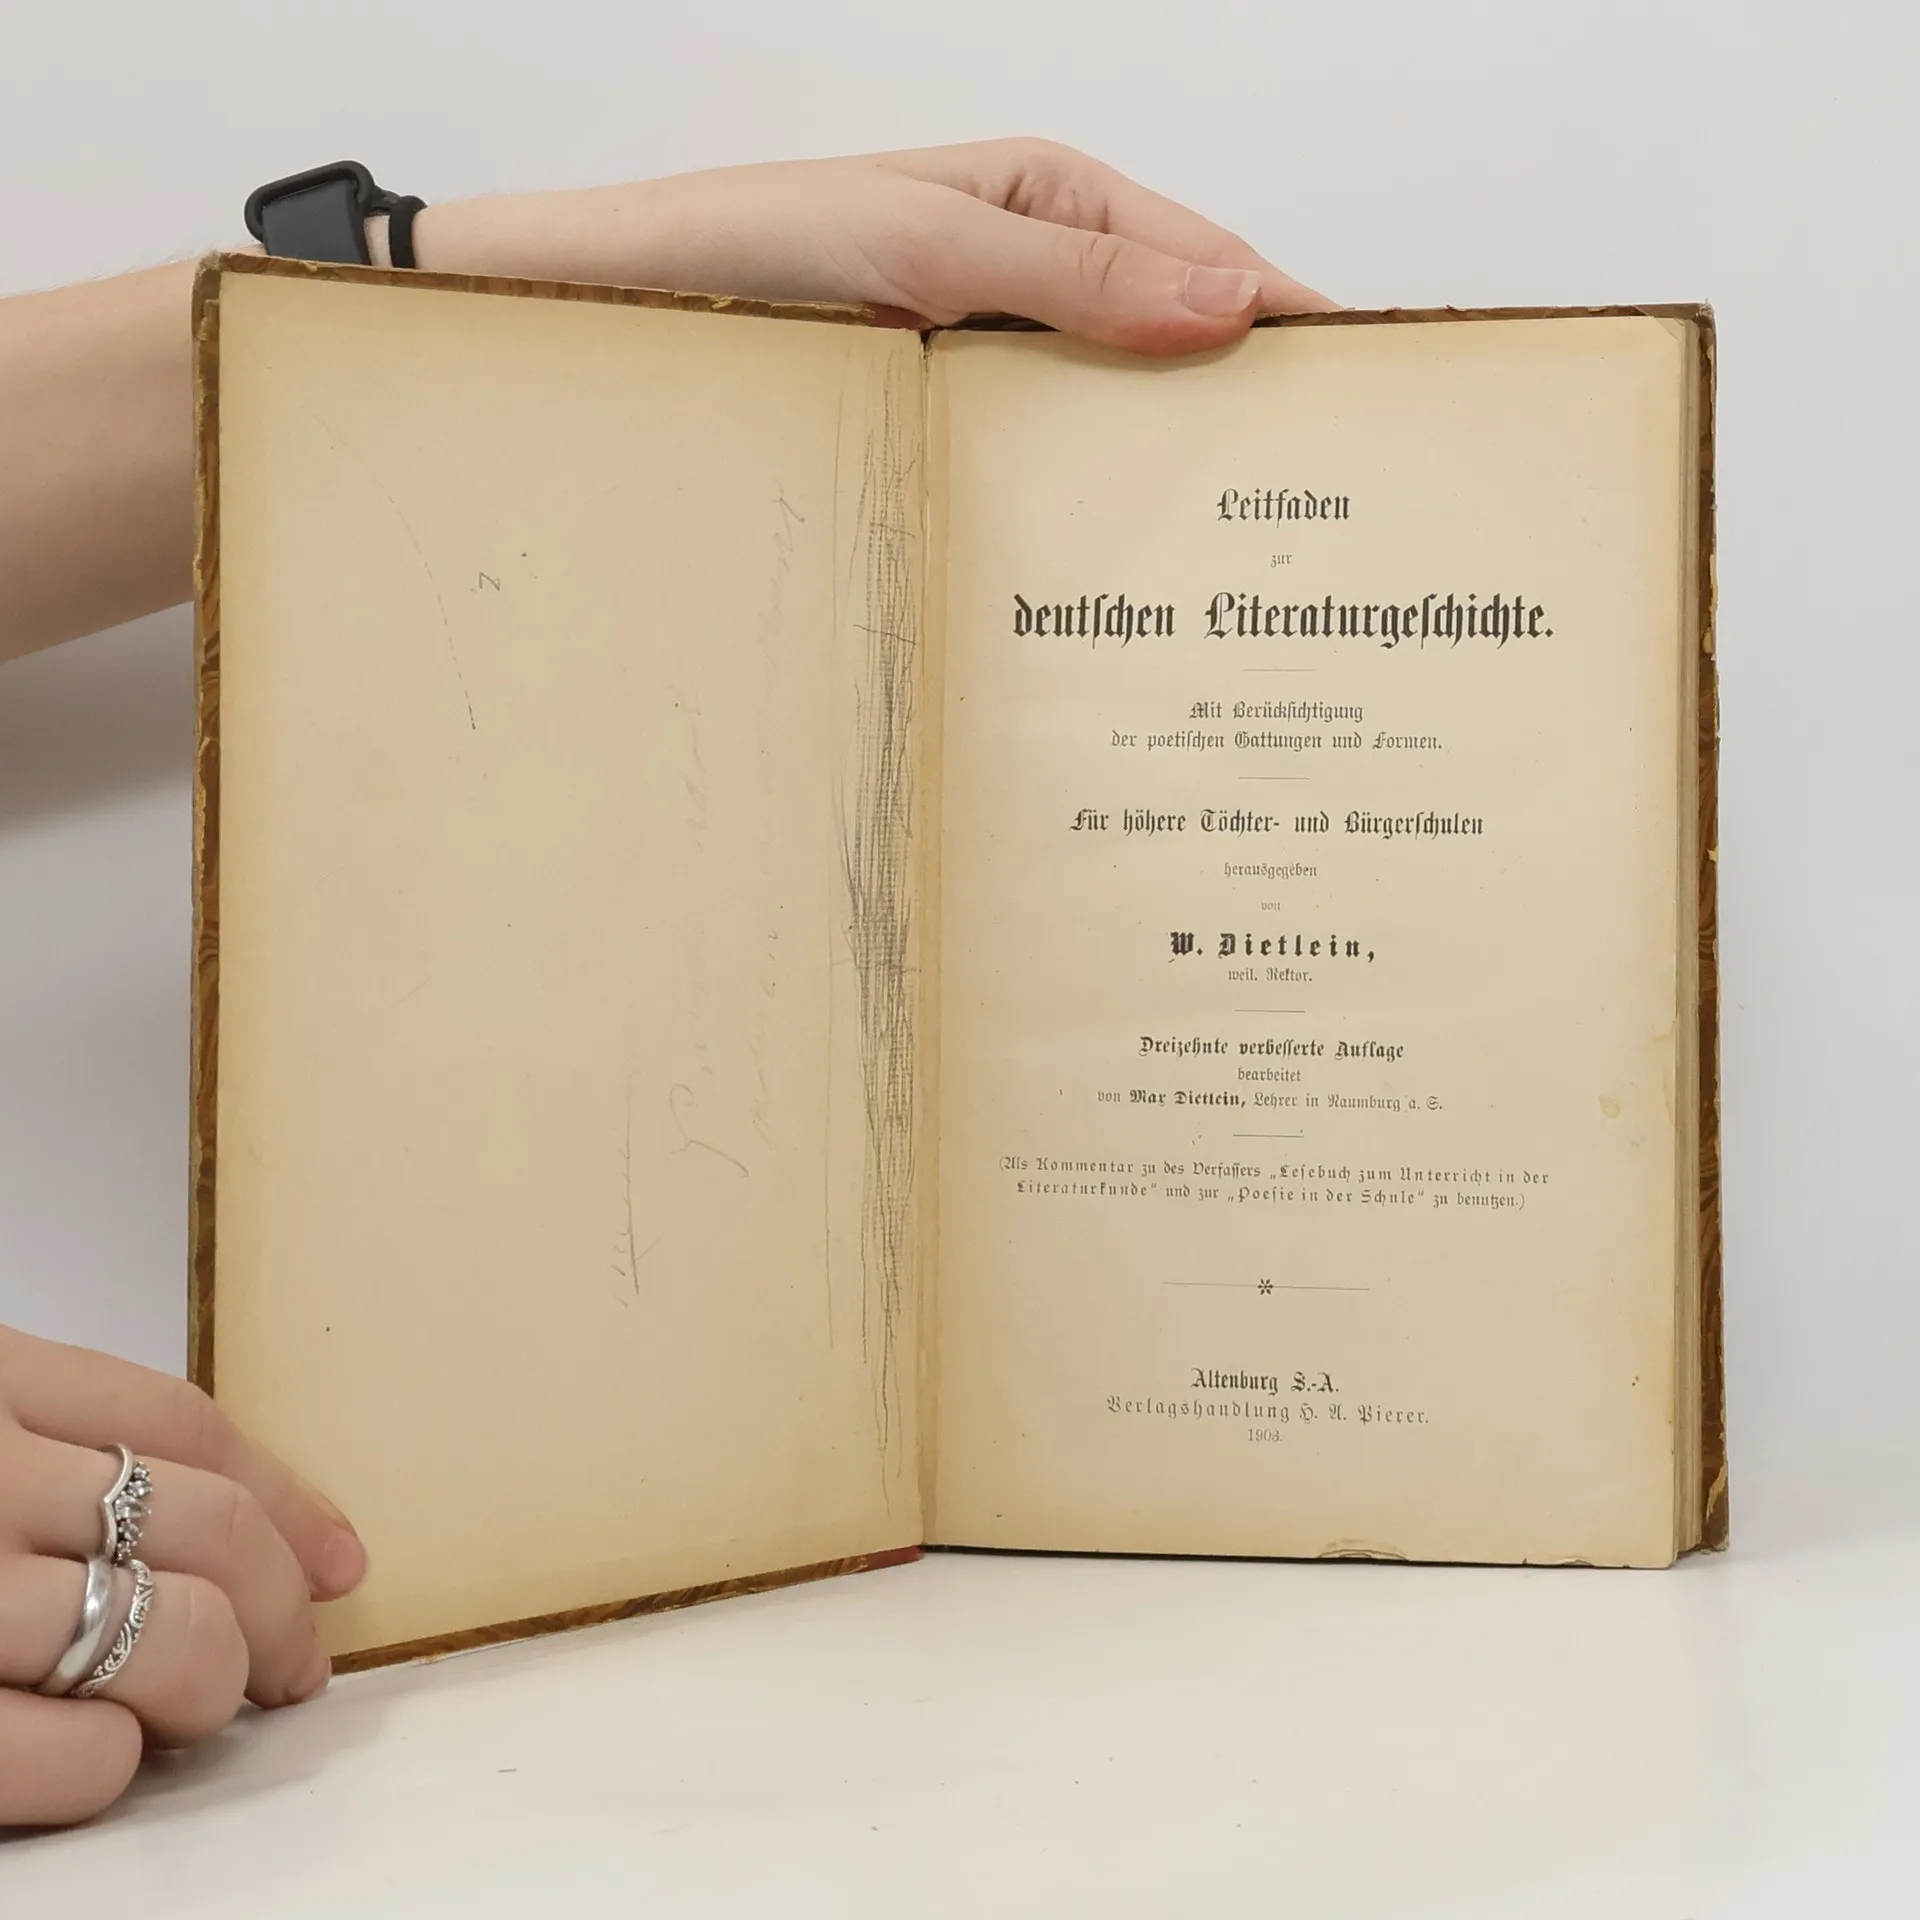 Leitfaden
zur
deutschen Literaturgeschichte.
Mit Berücksichtigung
der poetischen Gattungen und Formen.
Für höhere Töchter- und Bürgerschulen
herausgegeben
von
W. Dietlein,
weil. Rektor.
Dreizehnte verbesserte Auflage
bearbeitet
von Max Dietlein, Lehrer in Naumburg a. S.
(Als Kommentar zu des Verfassers „Lesebuch zum Unterricht in der
Literaturkunde“ und zur „Poesie in der Schule“ zu benutzen.)
Altenburg S.-A.
Verlagshandlung H. A. Pierer.
1903.